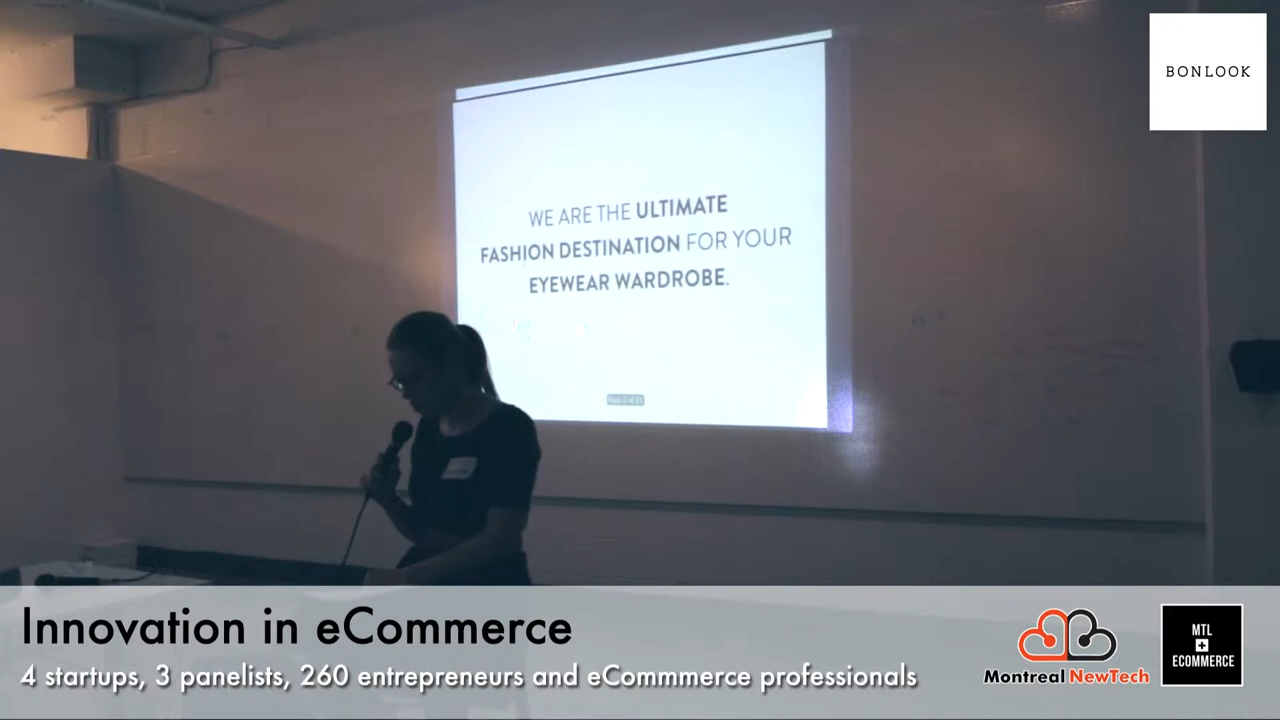 BONLOOK
WE ARE THE ULTIMATE
FASHION DESTINATION FOR YOUR
EYEWEAR WARDROBE.
Innovation in eCommerce
4 startups, 3 panelists, 260 entrepreneurs and eCommmerce professionals
Montreal NewTech
MTL
+
ECOMMERCE